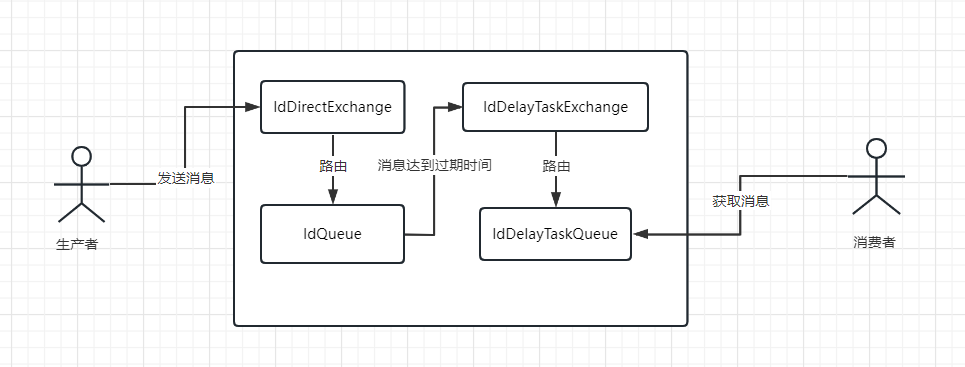 IdDirectExchange
IdDelayTaskExchange
路由
消息达到过期时间
路由
发送消息
获取消息
IdQueue
IdDelayTaskQueue
生产者
消费者